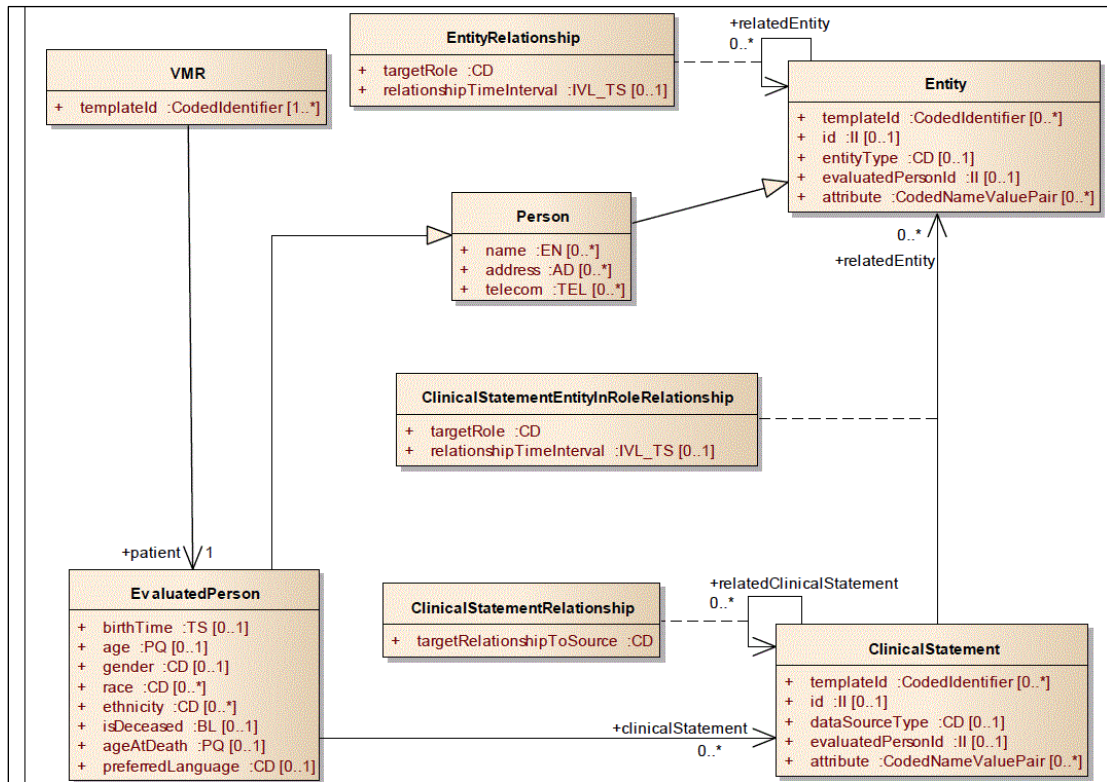 EntityRelationship
+ targetRole :CD
+ relationshipTimeInterval :IVL_TS [0..1]
+relatedEntity
0..*
VMR
+ templateId :CodedIdentifier [1..*]
Entity
+ templateId :CodedIdentifier [0..*]
+ id :II [0..1]
+ entityType :CD [0..1]
+ evaluatedPersonId :II [0..1]
+ attribute :CodedNameValuePair [0..*]
Person
+ name :EN [0..*]
+ address :AD [0..*]
+ telecom :TEL [0..*]
0..*
+relatedEntity
ClinicalStatementEntityInRoleRelationship
+ targetRole :CD
+ relationshipTimeInterval :IVL_TS [0..1]
+patient 1
EvaluatedPerson
+ birthTime :TS [0..1]
+ age :PQ [0..1]
+ gender :CD [0..1]
+ race :CD [0..*]
+ ethnicity :CD [0..*]
+ isDeceased :BL [0..1]
+ ageAtDeath :PQ [0..1]
+ preferredLanguage :CD [0..1]
ClinicalStatementRelationship
+ targetRelationshipToSource :CD
+relatedClinicalStatement
0..*
ClinicalStatement
+ templateId :CodedIdentifier [0..*]
+ id :II [0..1]
+ dataSourceType :CD [0..1]
+ evaluatedPersonId :II [0..1]
+ attribute :CodedNameValuePair [0..*]
+clinicalStatement
0..*